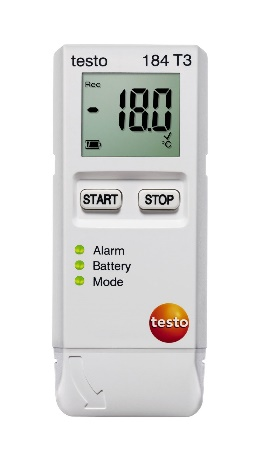 testo 184 T3
Rec
-18.0
°C
START STOP
Alarm
Battery
Mode
testo